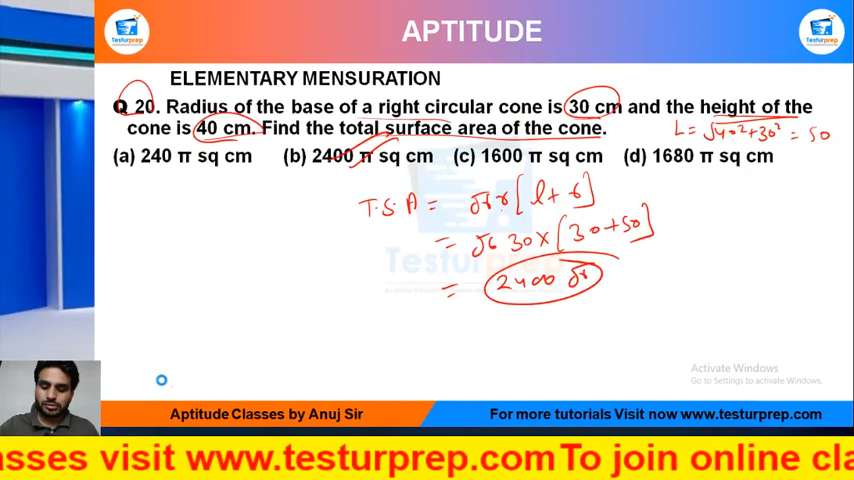 APTITUDE
Testurprep
Testurprep
ELEMENTARY MENSURATION
Q 20. Radius of the base of a right circular cone is 30 cm and the height of the
cone is 40 cm. Find the total surface area of the cone.
L = √40²+30² = 50
(a) 240 π sq cm (b) 2400 π sq cm (c) 1600 π sq cm (d) 1680 π sq cm
T.S.A = πr[l+r]
= π 30×[30+50]
Testurprep
= 2400 π
Activate Windows
Go to Settings to activate Windows.
Aptitude Classes by Anuj Sir
For more tutorials Visit now www.testurprep.com
asses visit www.testurprep.com To join online cla